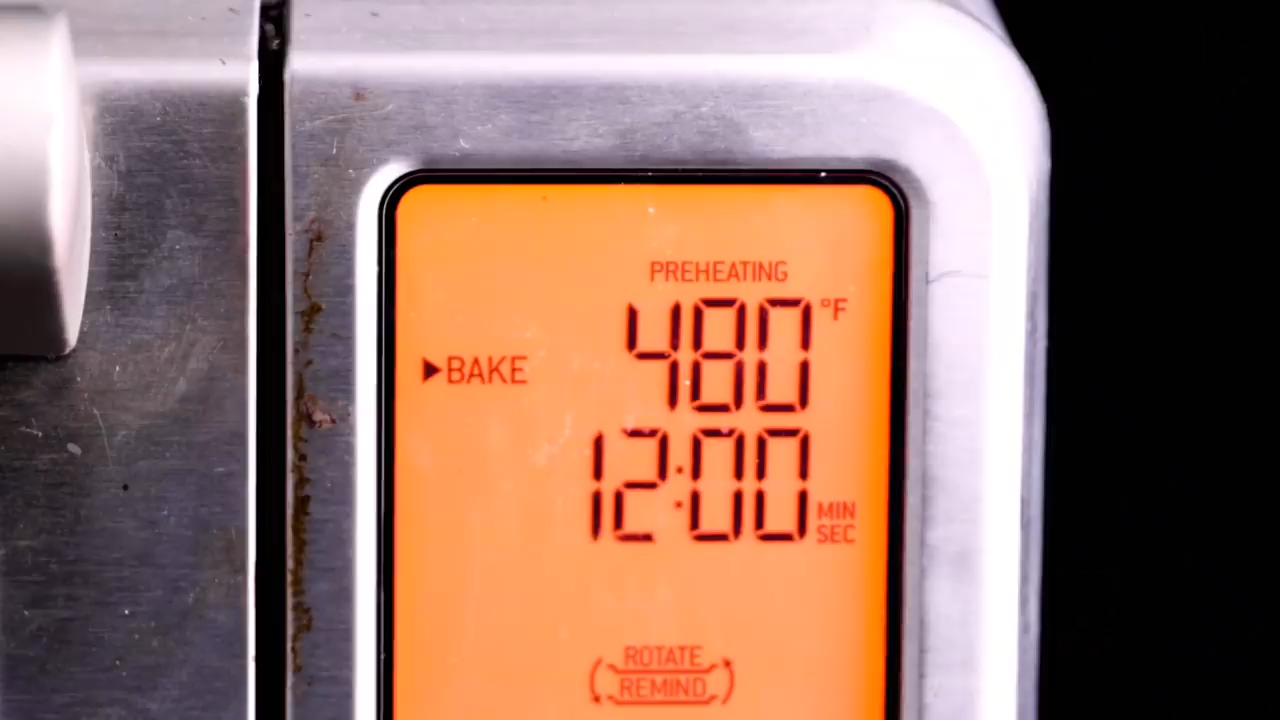 PREHEATING
480 °F
▶BAKE
12:00 MIN SEC
ROTATE
REMIND